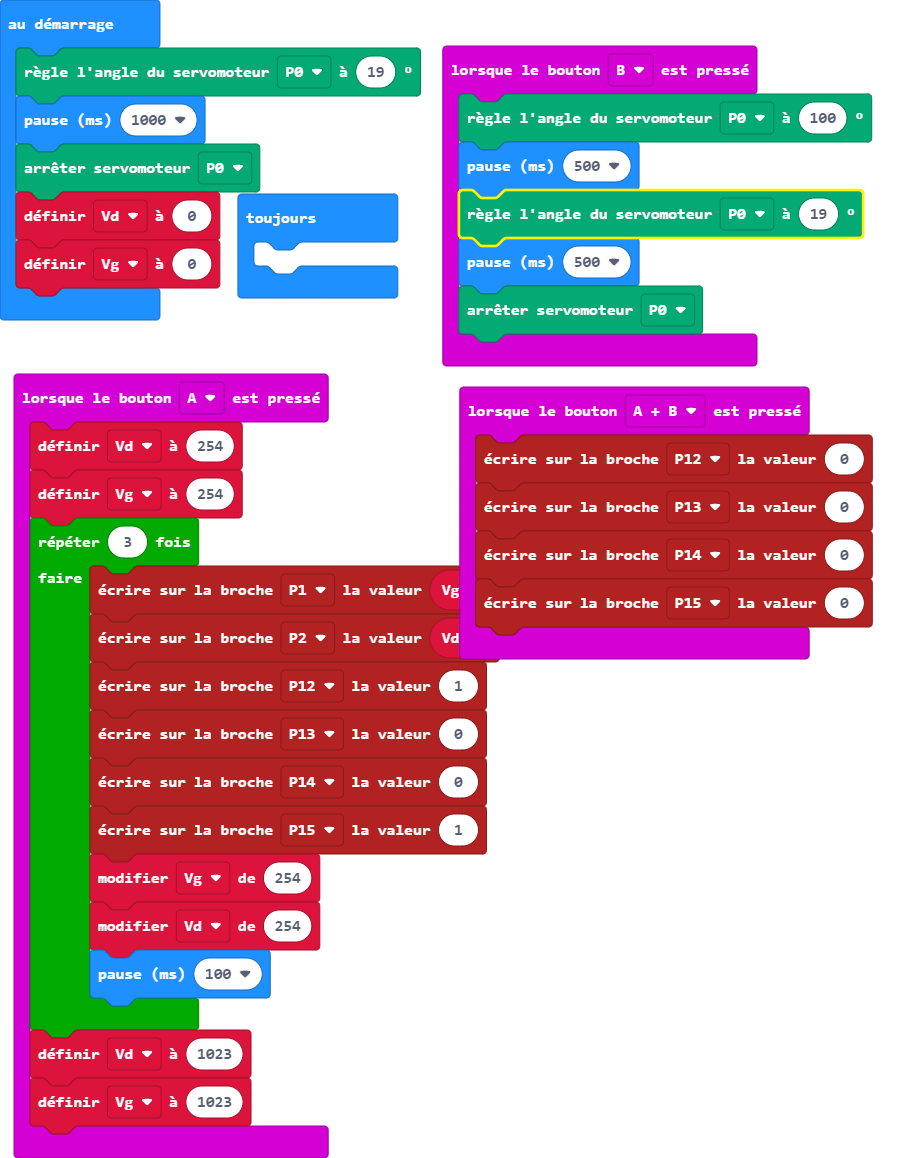 au démarrage
règle l'angle du servomoteur P0 à 19 °
pause (ms) 1000
arrêter servomoteur P0
définir Vd à 0
définir Vg à 0
toujours
lorsque le bouton B est pressé
règle l'angle du servomoteur P0 à 100 °
pause (ms) 500
règle l'angle du servomoteur P0 à 19 °
pause (ms) 500
arrêter servomoteur P0
lorsque le bouton A est pressé
définir Vd à 254
définir Vg à 254
répéter 3 fois
faire
écrire sur la broche P1 la valeur Vg
écrire sur la broche P2 la valeur Vd
écrire sur la broche P12 la valeur 1
écrire sur la broche P13 la valeur 0
écrire sur la broche P14 la valeur 0
écrire sur la broche P15 la valeur 1
modifier Vg de 254
modifier Vd de 254
pause (ms) 100
définir Vd à 1023
définir Vg à 1023
lorsque le bouton A + B est pressé
écrire sur la broche P12 la valeur 0
écrire sur la broche P13 la valeur 0
écrire sur la broche P14 la valeur 0
écrire sur la broche P15 la valeur 0